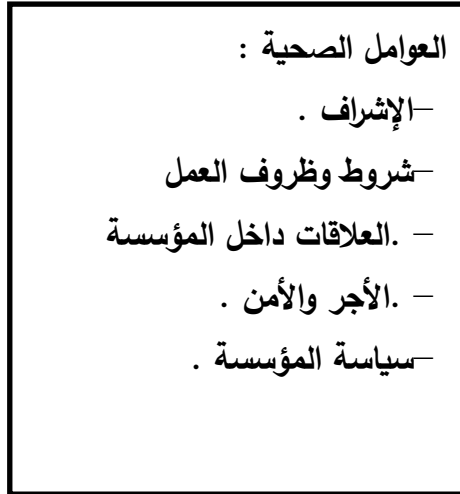 العوامل الصحية :
–الإشراف .
–شروط وظروف العمل
– .العلاقات داخل المؤسسة
– .الأجر والأمن .
–سياسة المؤسسة .